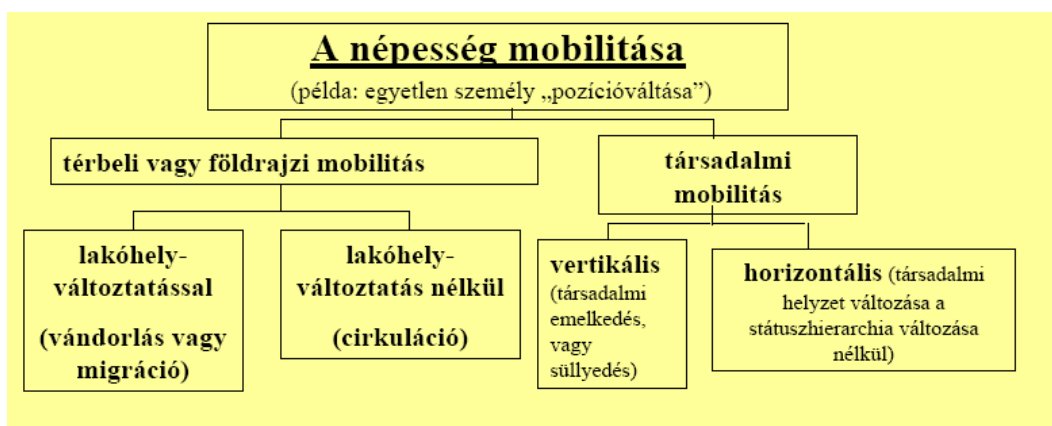 A népesség mobilitása
(példa: egyetlen személy „pozícióváltása”)
térbeli vagy földrajzi mobilitás
társadalmi
mobilitás
lakóhely-
változtatással
(vándorlás vagy
migráció)
lakóhely-
változtatás nélkül
(cirkuláció)
vertikális
(társadalmi
emelkedés,
vagy
süllyedés)
horizontális (társadalmi
helyzet változása a
státuszhierarchia változása
nélkül)